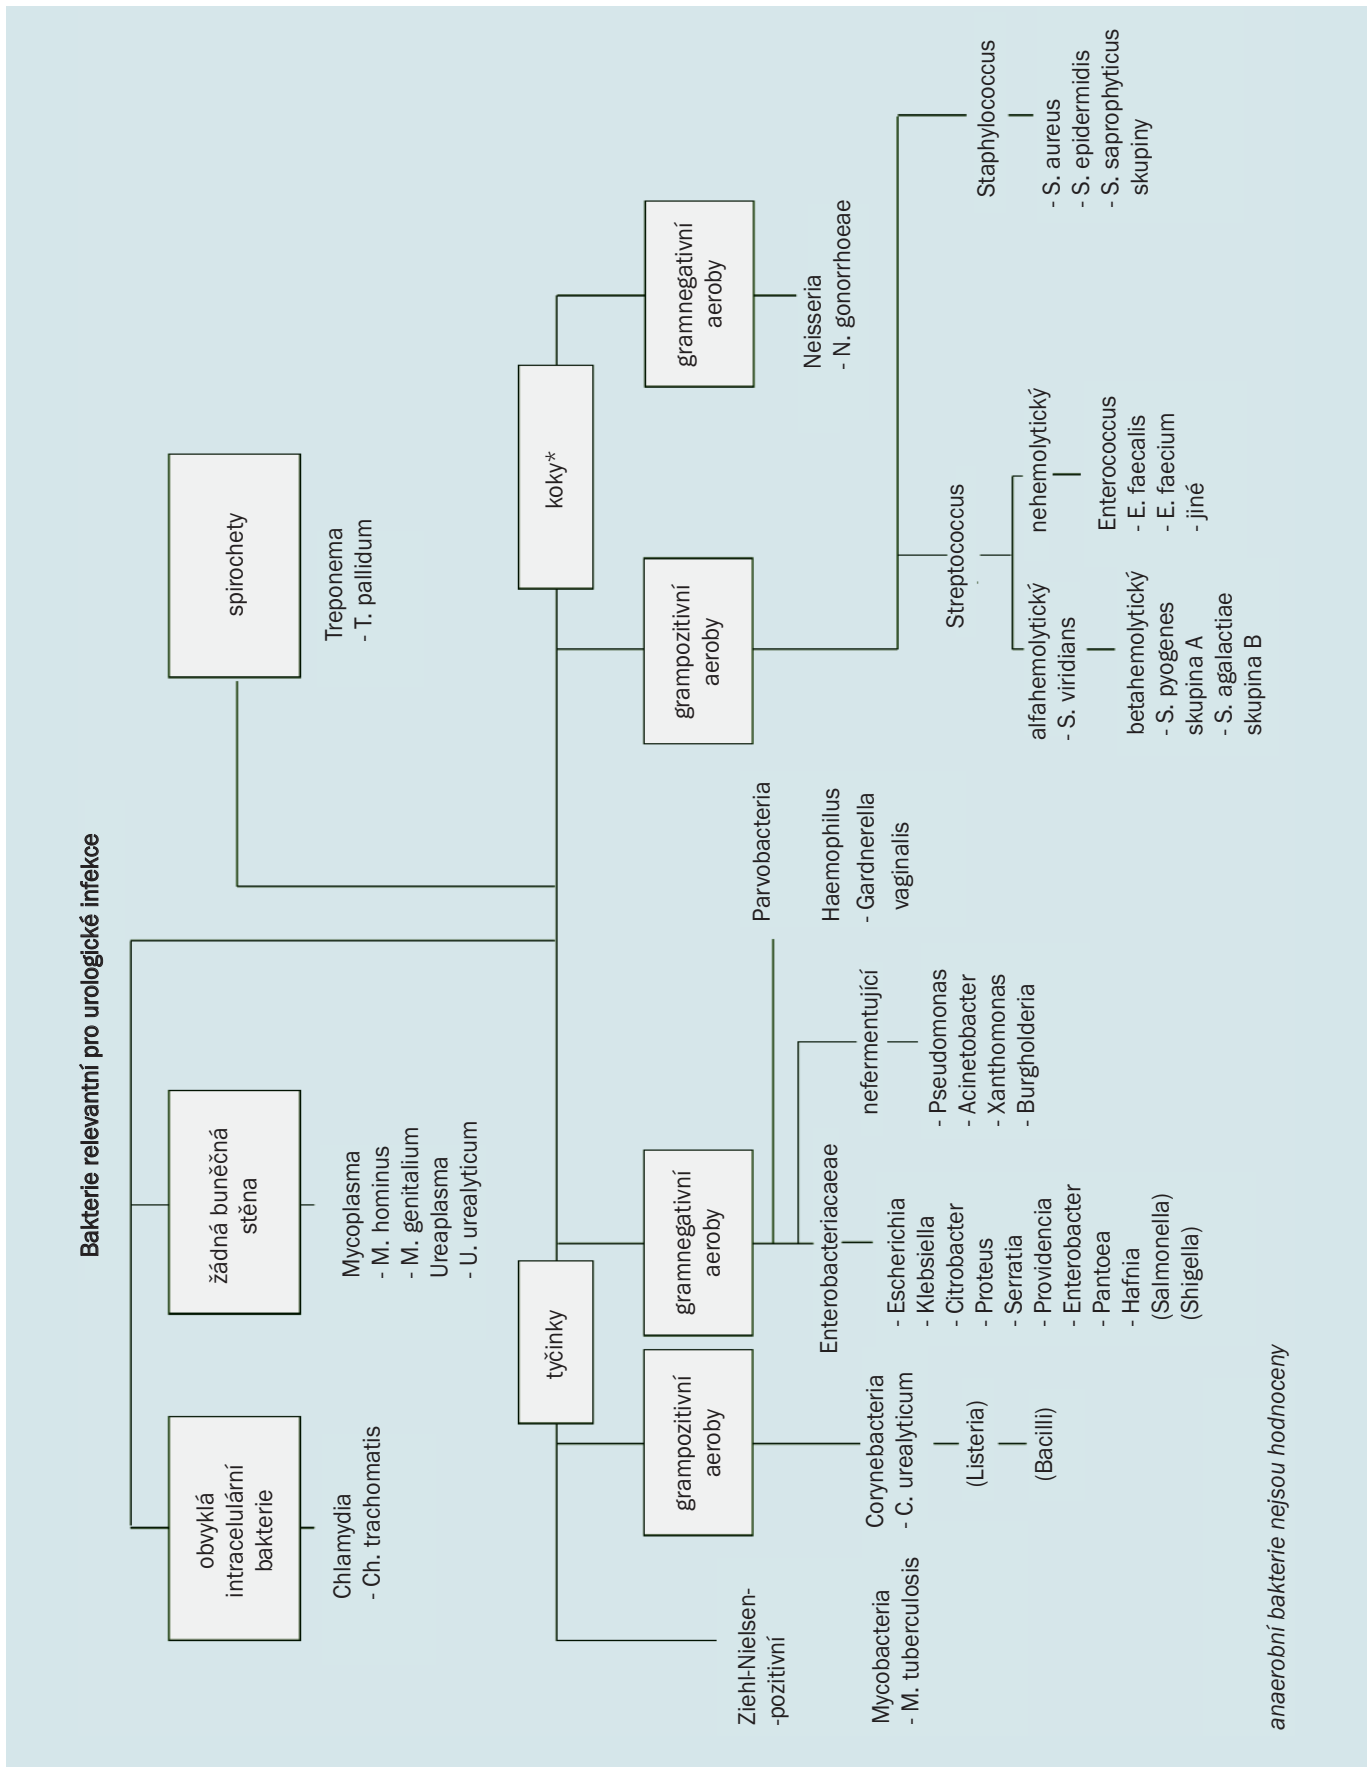 Bakterie relevantní pro urologické infekce
obvyklá
intracelulární
bakterie
Chlamydia
- Ch. trachomatis
žádná buněčná
stěna
Mycoplasma
- M. hominus
- M. genitalium
Ureaplasma
- U. urealyticum
spirochety
Treponema
- T. pallidum
tyčinky
koky*
Ziehl-Nielsen-
-pozitivní
Mycobacteria
- M. tuberculosis
grampozitivní
aeroby
Corynebacteria
- C. urealyticum
(Listeria)
(Bacilli)
gramnegativní
aeroby
Enterobacteriacaeae
- Escherichia
- Klebsiella
- Citrobacter
- Proteus
- Serratia
- Providencia
- Enterobacter
- Pantoea
- Hafnia
(Salmonella)
(Shigella)
nefermentující
- Pseudomonas
- Acinetobacter
- Xanthomonas
- Burgholderia
Parvobacteria
Haemophilus
- Gardnerella
vaginalis
grampozitivní
aeroby
Streptococcus
alfahemolytický
- S. viridians
betahemolytický
- S. pyogenes
skupina A
- S. agalactiae
skupina B
nehemolytický
Enterococcus
- E. faecalis
- E. faecium
- jiné
gramnegativní
aeroby
Neisseria
- N. gonorrhoeae
Staphylococcus
- S. aureus
- S. epidermidis
- S. saprophyticus
skupiny
anaerobní bakterie nejsou hodnoceny